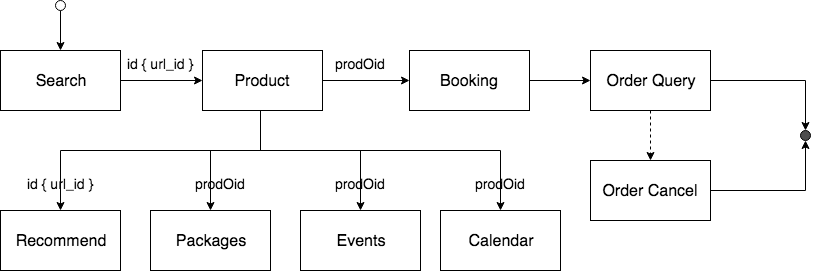 id { url_id }
prodOid
Search
Product
Booking
Order Query
id { url_id }
prodOid
prodOid
prodOid
Order Cancel
Recommend
Packages
Events
Calendar